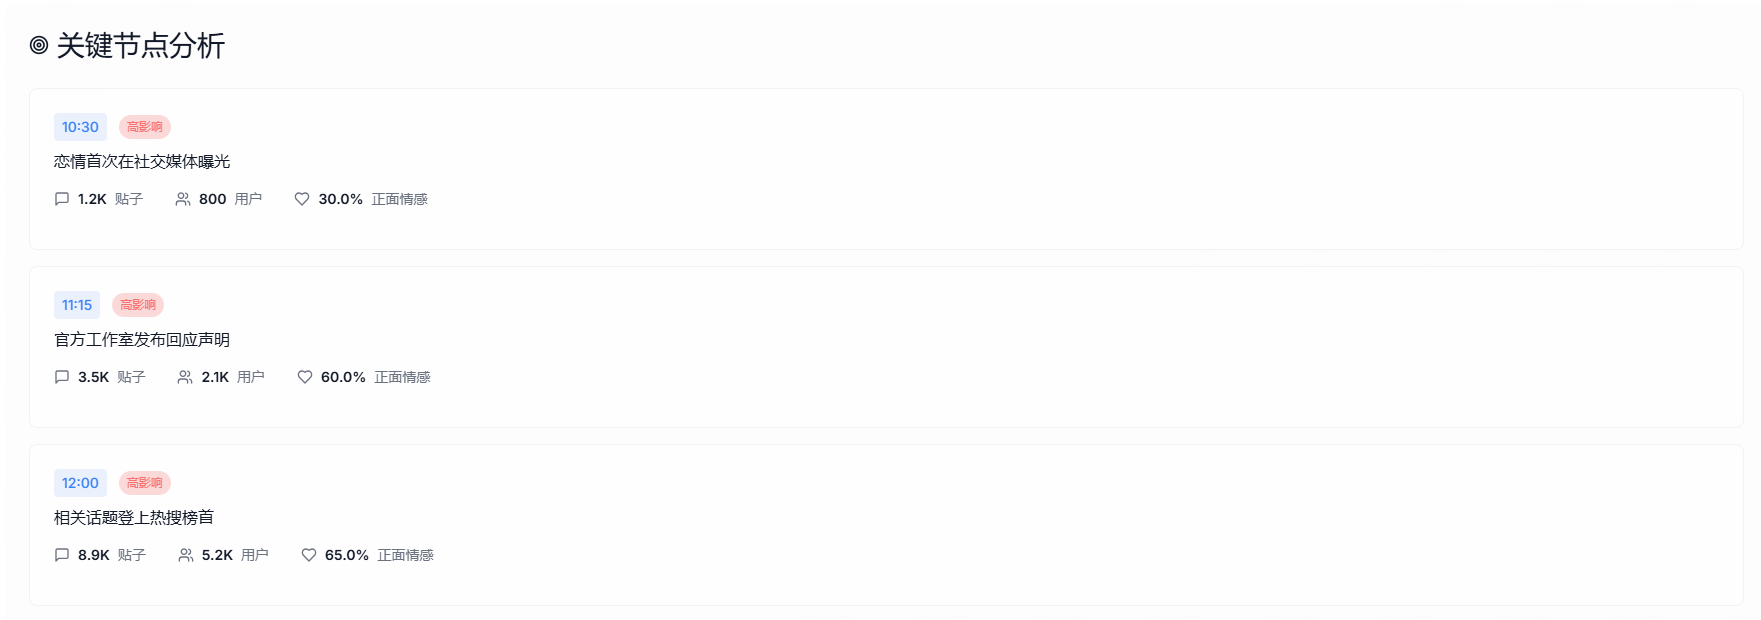 关键节点分析
10:30 高影响
恋情首次在社交媒体曝光
1.2K 贴子 800 用户 30.0% 正面情感
11:15 高影响
官方工作室发布回应声明
3.5K 贴子 2.1K 用户 60.0% 正面情感
12:00 高影响
相关话题登上热搜榜首
8.9K 贴子 5.2K 用户 65.0% 正面情感